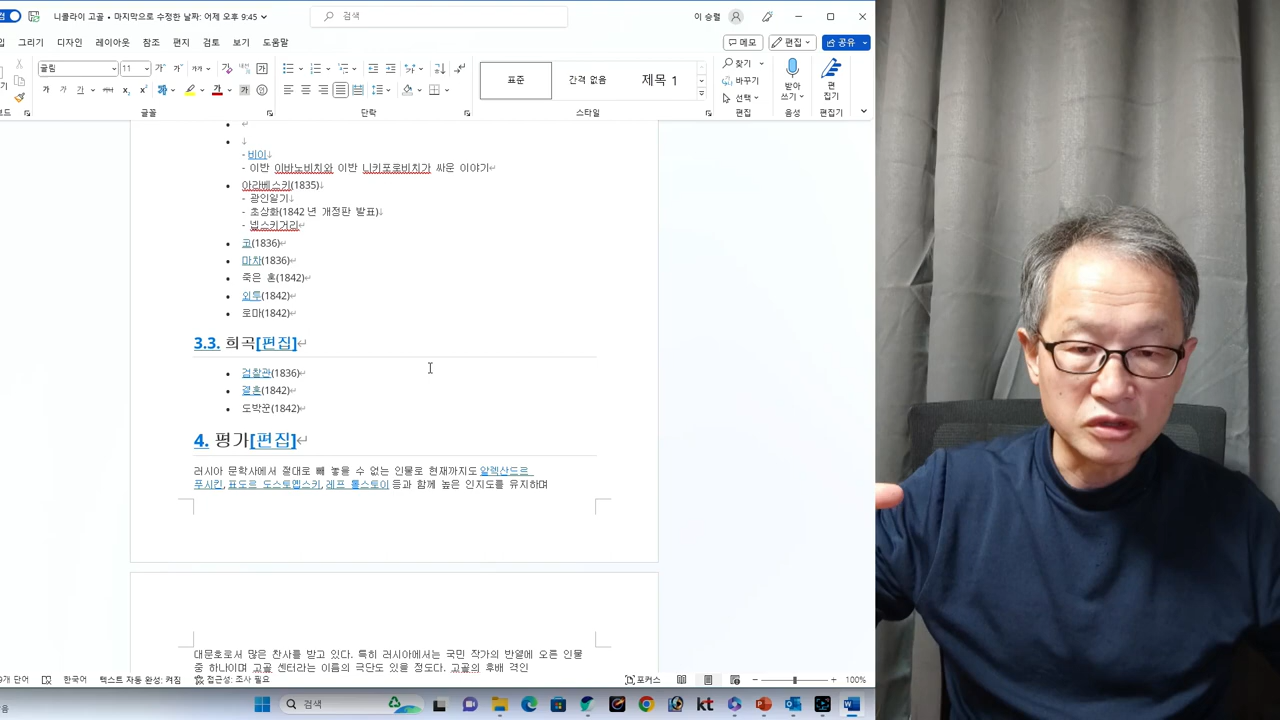 니콜라이 고골 • 마지막으로 수정한 날짜: 어제 오후 9:45
검색
이 승렬
그리기 디자인 레이아웃 참조 편지 검토 보기 도움말
메모 편집 공유
굴림 11
표준 간격 없음 제목 1
찾기
바꾸기
선택
받아
쓰기
편
집기
글꼴 단락 스타일 편집 음성 편집기
- 비이
- 이반 이바노비치와 이반 니키포로비치가 싸운 이야기
아라베스키(1835)
- 광인일기
- 초상화(1842년 개정판 발표)
- 넵스키거리
코(1836)
마차(1836)
죽은 혼(1842)
외투(1842)
로마(1842)
3.3. 희곡[편집]
검찰관(1836)
결혼(1842)
도박꾼(1842)
4. 평가[편집]
러시아 문학사에서 절대로 빼 놓을 수 없는 인물로 현재까지도 알렉산드르
푸시킨, 표도르 도스토옙스키, 레프 톨스토이 등과 함께 높은 인지도를 유지하며
대문호로서 많은 찬사를 받고 있다. 특히 러시아에서는 국민 작가의 반열에 오른 인물
중 하나이며 고골 센터라는 이름의 극단도 있을 정도다. 고골의 후배 격인
단어 한국어 텍스트 자동 완성: 켜짐 접근성: 조사 필요 포커스 100%
검색
kt